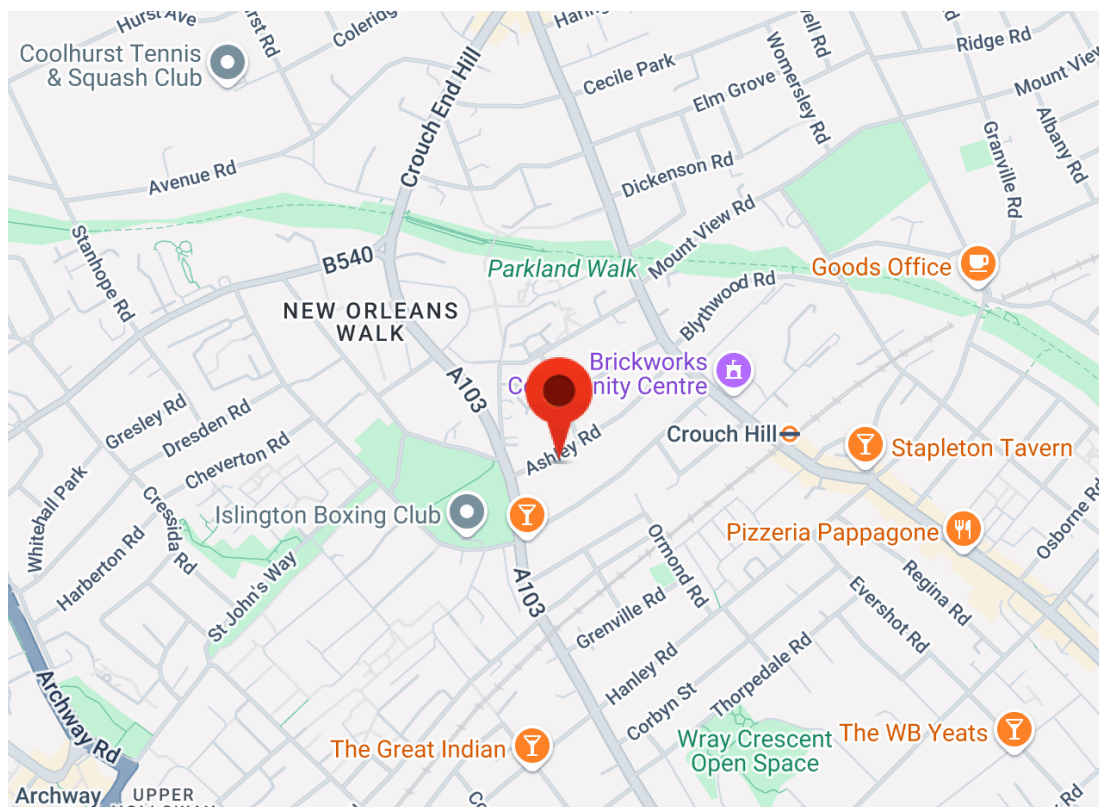 Hurst Ave
Coleridg
Coolhurst Tennis
& Squash Club
Crouch End Hill
Cecile Park
Womersley Rd
Ridge Rd
Mount View
Elm Grove
Granville Rd
Albany Rd
Avenue Rd
Dickenson Rd
Mount View Rd
Stanhope Rd
B540
Parkland Walk
Goods Office
Blythwood Rd
NEW ORLEANS
WALK
Brickworks
Centre
A103
Gresley Rd
Dresden Rd
Cheverton Rd
Crouch Hill
Ashley Rd
Stapleton Tavern
Whitehall Park
Cressida Rd
Islington Boxing Club
Harberton Rd
Ormond Rd
Pizzeria Pappagone
Osborne Rd
St John's Way
A103
Regina Rd
Evershot Rd
Grenville Rd
Hanley Rd
Thorpedale Rd
Corbyn St
Archway Rd
The Great Indian
Wray Crescent
Open Space
The WB Yeats
Archway
UPPER
Rd